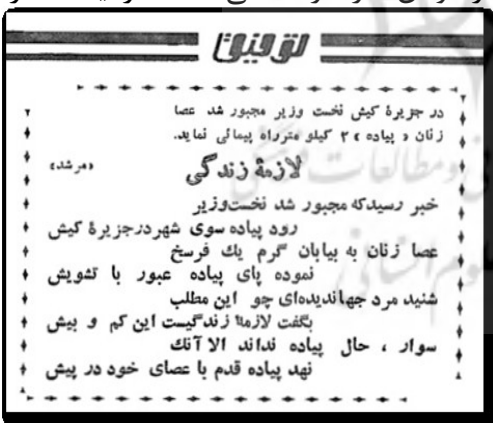 توفیق
در جزیرهٔ کیش نخست وزیر مجبور شد عصا
زنان « پیاده » ۲ کیلو متر راه پیمائی نماید.
لازمهٔ زندگی
«مرشد»
خبر رسیدکه مجبور شد نخست‌وزیر
رود پیاده سوی شهر درجزیرهٔ کیش
عصا زنان به بیابان گرم یك فرسخ
نموده پای پیاده عبور با تشویش
شنید مرد جهاندیده‌ای چو این مطلب
بگفت لازمهٔ زندگیست این کم و بیش
سوار ، حال پیاده نداند الا آنك
نهد پیاده قدم با عصای خود در پیش